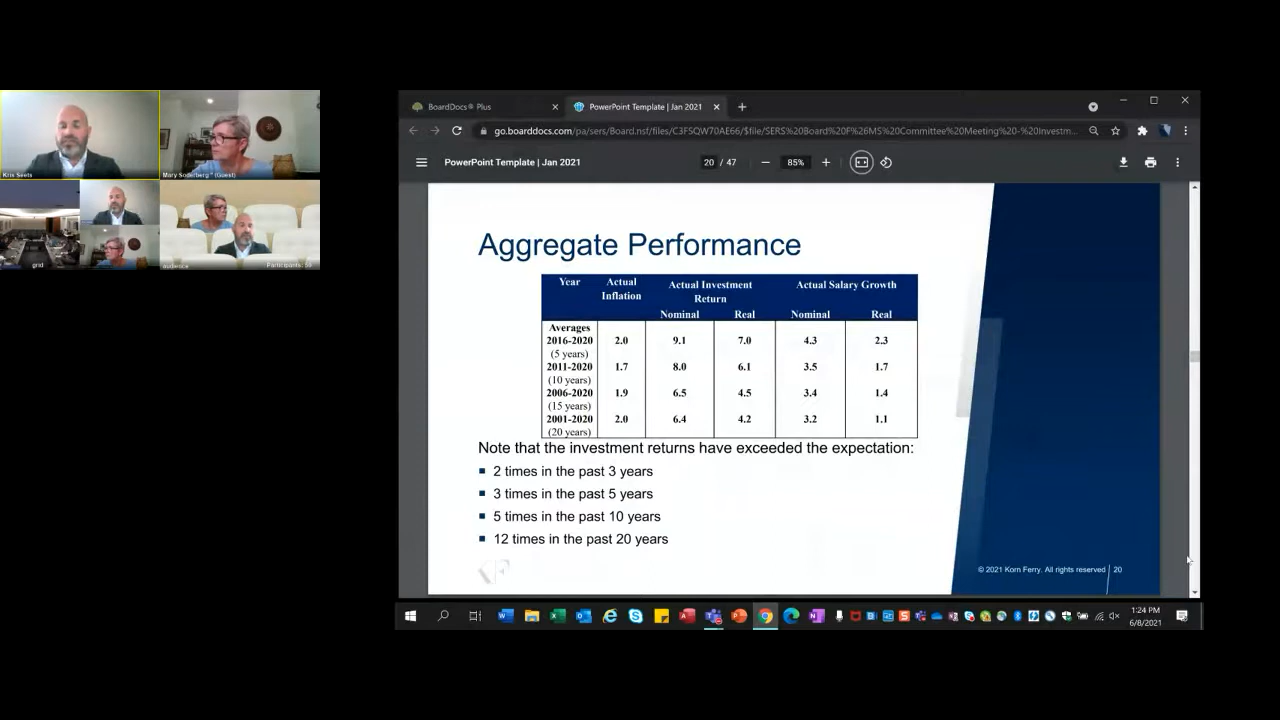 Kris Seets
Mary Soderberg * (Guest)
grad
audience
Participants: 55
BoardDocs® Plus
PowerPoint Template | Jan 2021
go.boarddocs.com/pa/sers/Board.nsf/files/C3FSQW70AE66/$file/SERS%20Board%20F%26MS%20Committee%20Meeting%20-%20Investm...
PowerPoint Template | Jan 2021
20 / 47
85%
Aggregate Performance
Year Actual Inflation Actual Investment Return Actual Salary Growth
Nominal Real Nominal Real
Averages
2016-2020 2.0 9.1 7.0 4.3 2.3
(5 years)
2011-2020 1.7 8.0 6.1 3.5 1.7
(10 years)
2006-2020 1.9 6.5 4.5 3.4 1.4
(15 years)
2001-2020 2.0 6.4 4.2 3.2 1.1
(20 years)
Note that the investment returns have exceeded the expectation:
2 times in the past 3 years
3 times in the past 5 years
5 times in the past 10 years
12 times in the past 20 years
KF
© 2021 Korn Ferry. All rights reserved 20
1:24 PM
6/8/2021